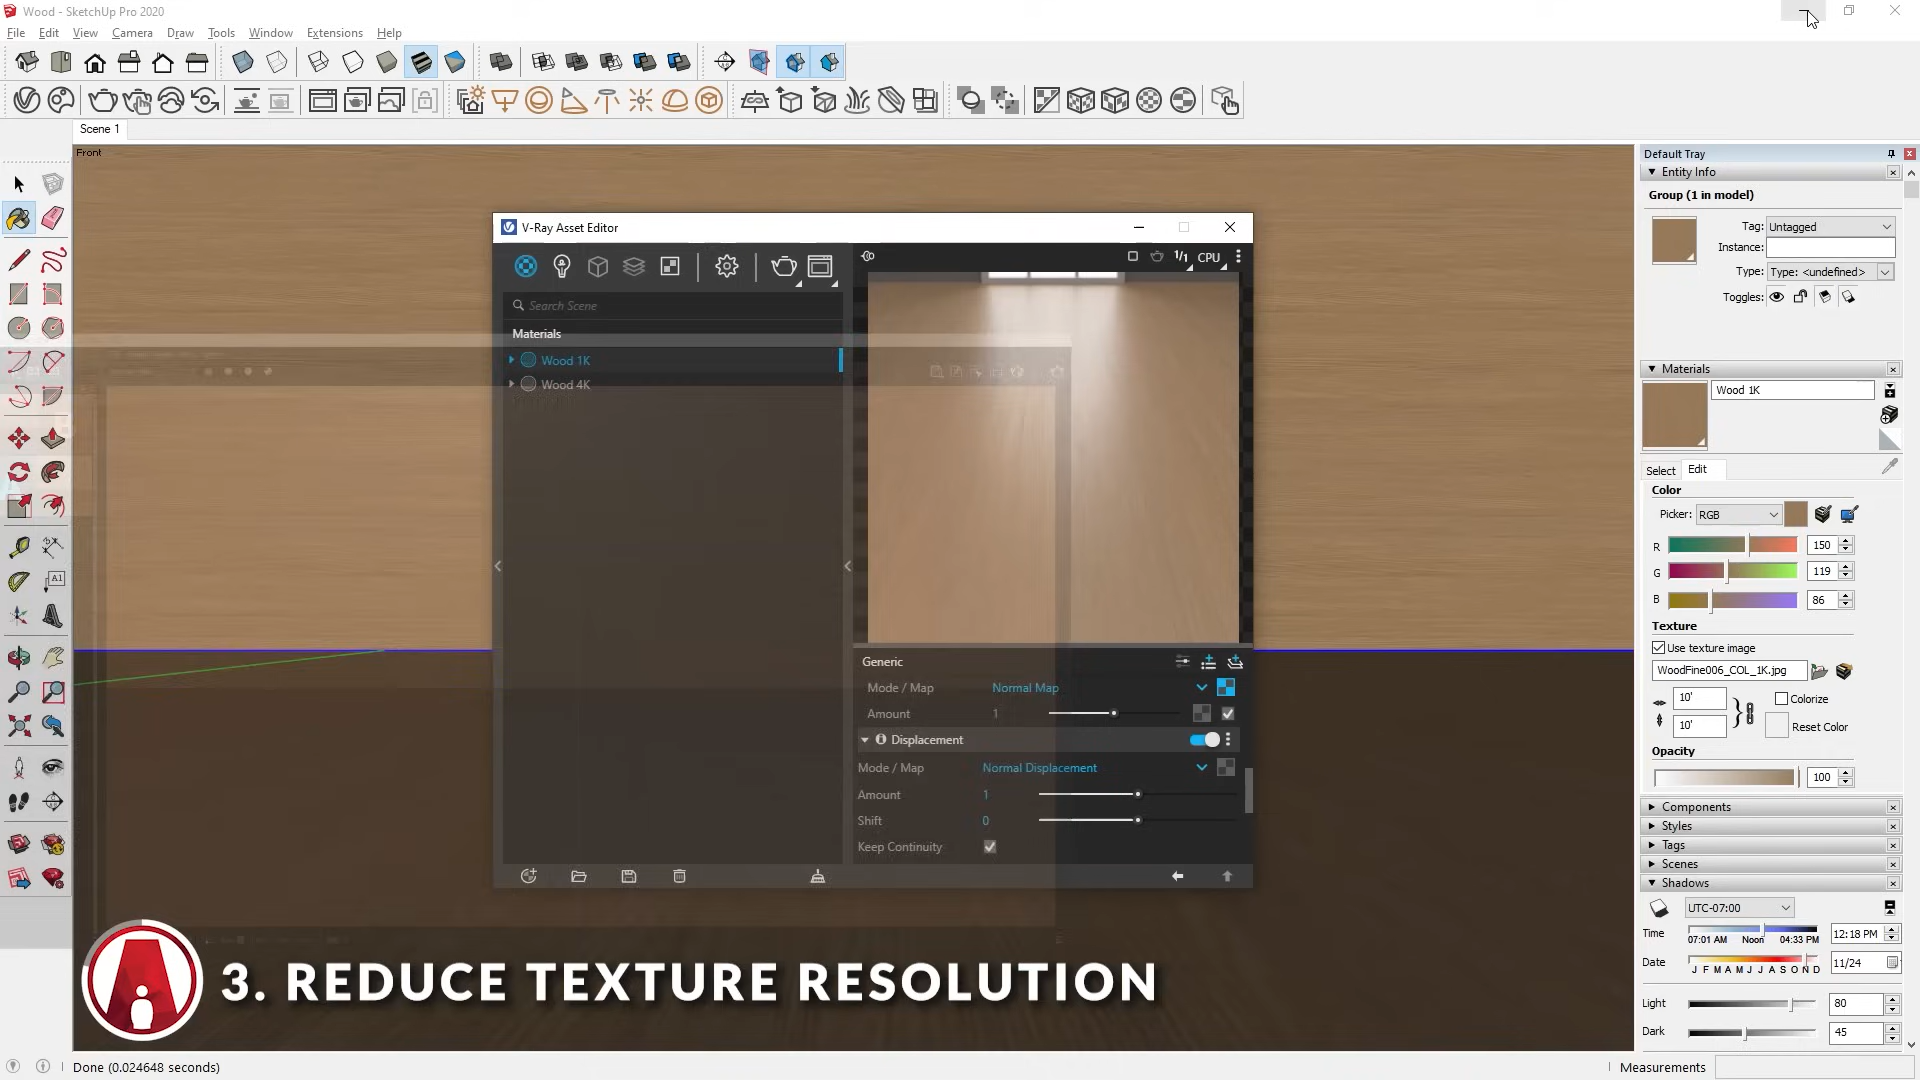 Wood - SketchUp Pro 2020
File Edit View Camera Draw Tools Window Extensions Help
Scene 1
Front
V-Ray Asset Editor
1/1 CPU
Search Scene
Materials
Wood 1K
Wood 4K
Generic
Mode / Map Normal Map
Amount 1
Displacement
Mode / Map Normal Displacement
Amount 1
Shift 0
Keep Continuity
A1
Default Tray
Entity Info
Group (1 in model)
Tag: Untagged
Instance:
Type: Type: <undefined>
Toggles:
Materials
Wood 1K
Select Edit
Color
Picker: RGB
R 150
G 119
B 86
Texture
Use texture image
WoodFine006_COL_1K.jpg
10' Colorize
10' Reset Color
Opacity
100
Components
Styles
Tags
Scenes
Shadows
UTC-07:00
Time 12:18 PM
07:01 AM Noon 04:33 PM
Date 11/24
J F M A M J J A S O N D
Light 80
Dark 45
3. REDUCE TEXTURE RESOLUTION
Done (0.024648 seconds)
Measurements